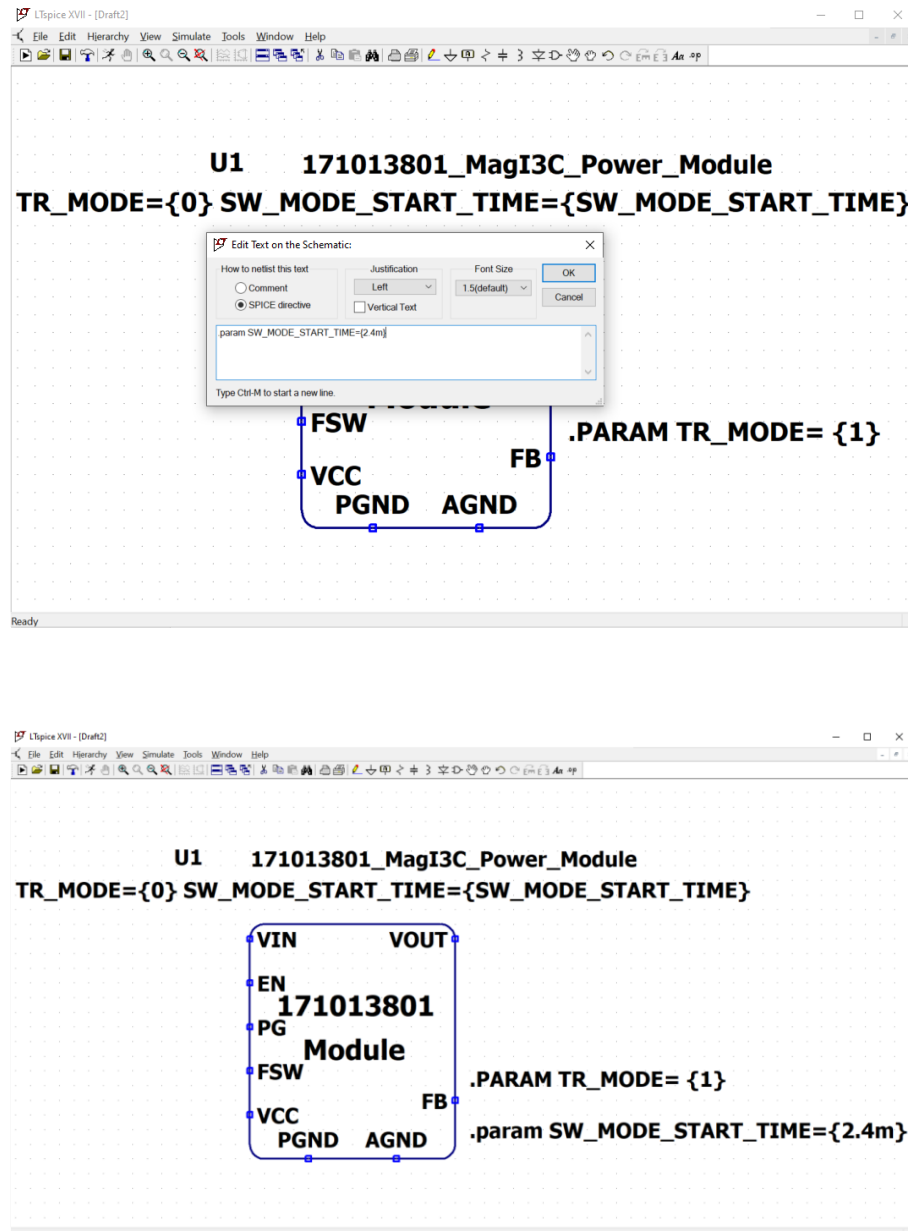 LTspice XVII - [Draft2]
File Edit Hierarchy View Simulate Tools Window Help
U1 171013801_MagI3C_Power_Module
TR_MODE={0} SW_MODE_START_TIME={SW_MODE_START_TIME}
Edit Text on the Schematic:
How to netlist this text
Justification
Font Size
Comment
SPICE directive
Left
Vertical Text
1.5(default)
OK
Cancel
.param SW_MODE_START_TIME={2.4m}
Type Ctrl-M to start a new line.
FSW
.PARAM TR_MODE= {1}
FB
VCC
PGND AGND
Ready
LTspice XVII - [Draft2]
File Edit Hierarchy View Simulate Tools Window Help
U1 171013801_MagI3C_Power_Module
TR_MODE={0} SW_MODE_START_TIME={SW_MODE_START_TIME}
VIN VOUT
EN
171013801
PG
Module
FSW
.PARAM TR_MODE= {1}
FB
VCC
.param SW_MODE_START_TIME={2.4m}
PGND AGND